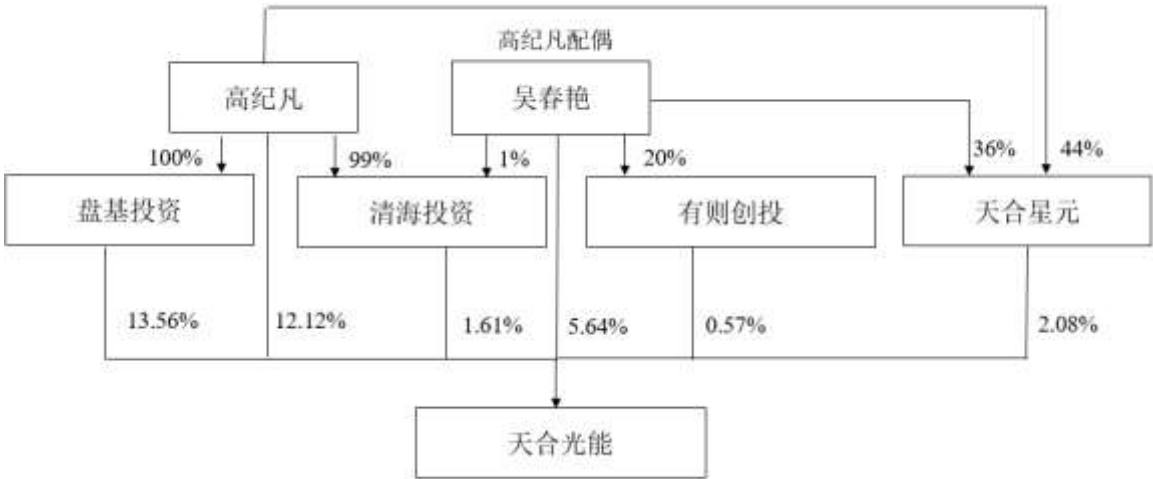 高纪凡配偶
高纪凡
吴春艳
100%
99%
1%
20%
36%
44%
盘基投资
清海投资
有则创投
天合星元
13.56%
12.12%
1.61%
5.64%
0.57%
2.08%
天合光能